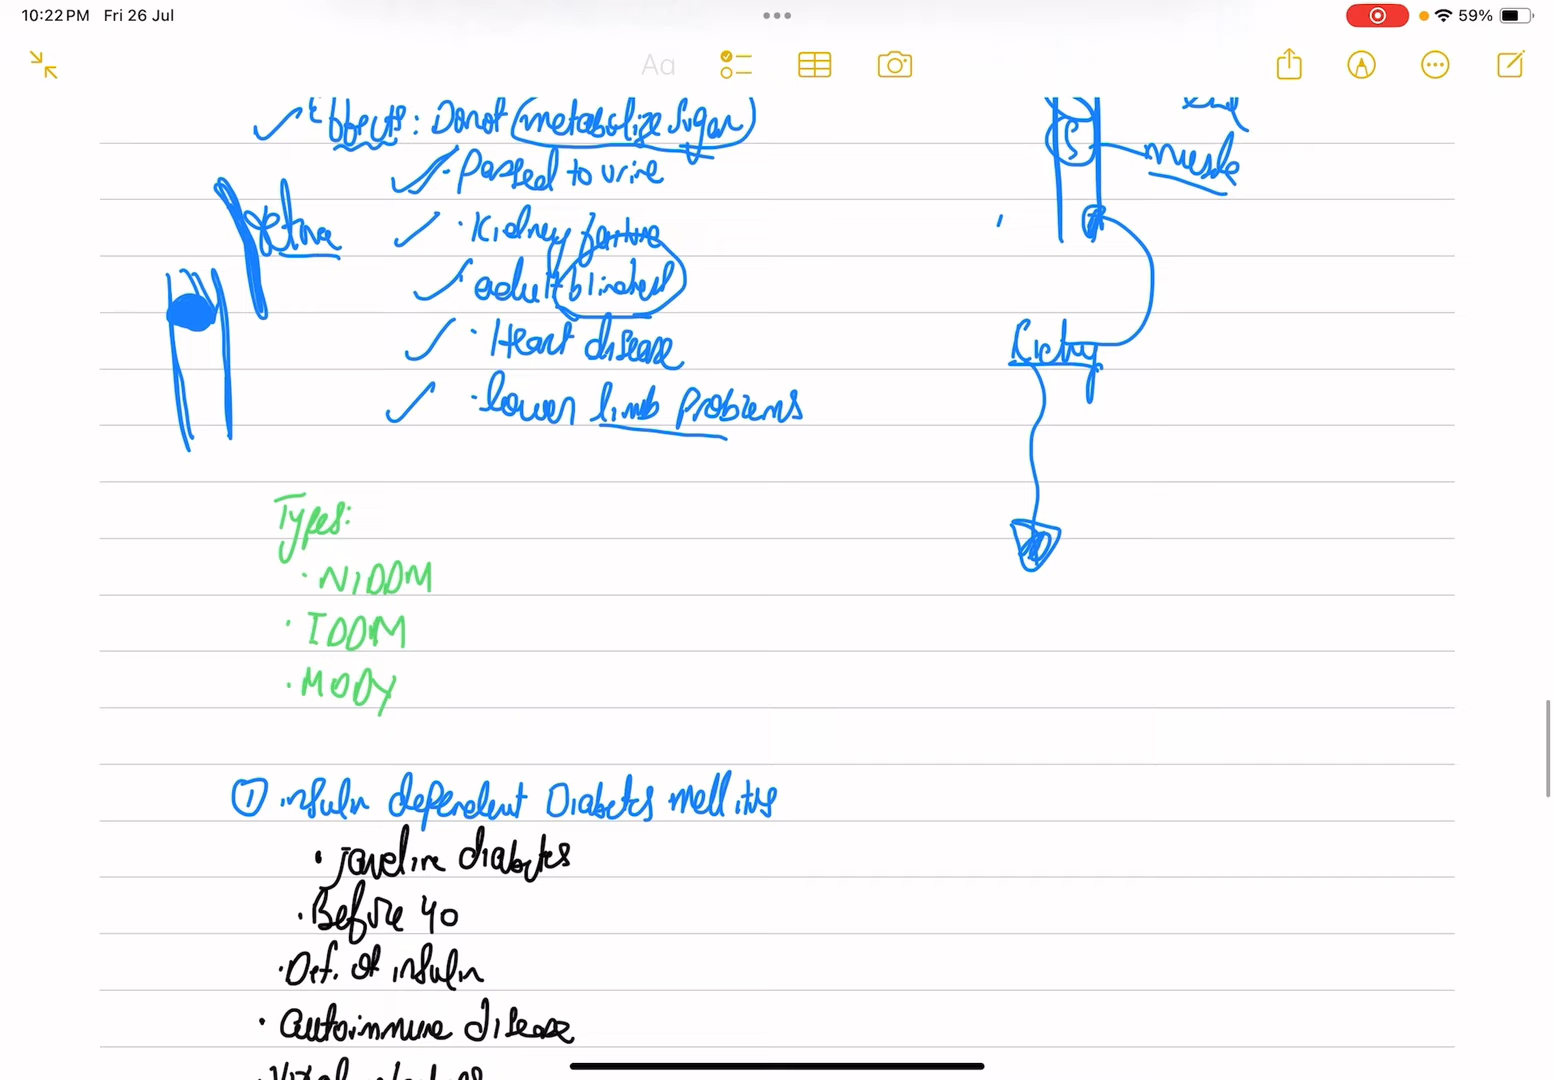 10:22 PM Fri 26 Jul
59%
Aa
Effects: Donot (metabolize sugar)
· Passed to urine
· Kidney failure
· adult blindness
· Heart disease
· lower limb problems
Retina
muscle
Kidney
Types:
· NIDDM
· IDDM
· MODY
① insulin dependent Diabetes mellitus
· juveline diabetes
· Before 40
· Def. of insulin
· autoimmune disease